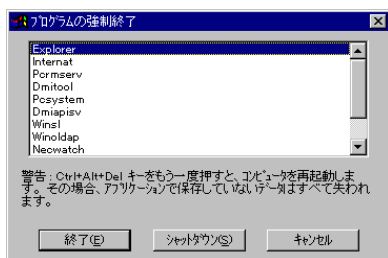 ﾌﾟﾛｸﾞﾗﾑの強制終了
Explorer
Internat
Pcrmserv
Dmitool
Pcsystem
Dmiapisv
Winsl
Winoldap
Necwatch
警告 : Ctrl+Alt+Del キーをもう一度押すと、ｺﾝﾋﾟｭｰﾀを再起動しま
す。その場合、ｱﾌﾟﾘｹｰｼｮﾝで保存していないﾃﾞｰﾀはすべて失われ
ます。
終了(E)
ｼｬｯﾄﾀﾞｳﾝ(S)
ｷｬﾝｾﾙ